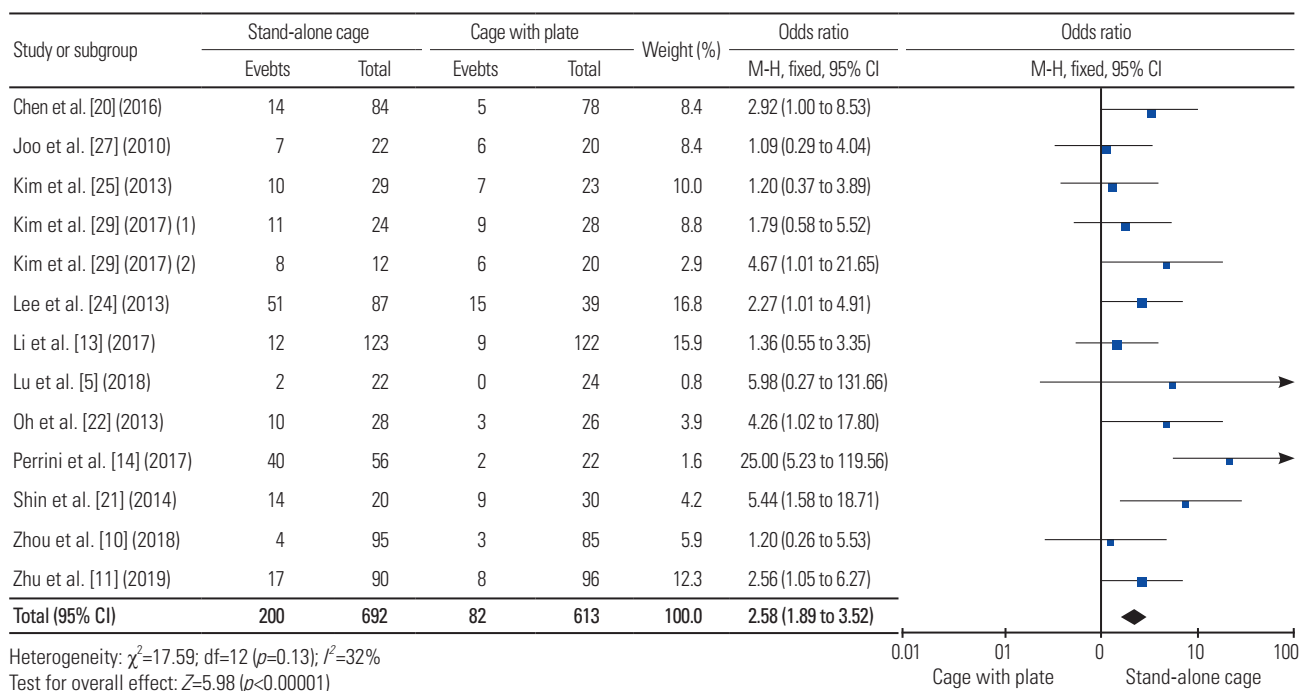 Study or subgroup Stand-alone cage Cage with plate Weight (%) Odds ratio Odds ratio
Evebts Total Evebts Total M-H, fixed, 95% CI M-H, fixed, 95% CI
Chen et al. [20] (2016) 14 84 5 78 8.4 2.92 (1.00 to 8.53)
Joo et al. [27] (2010) 7 22 6 20 8.4 1.09 (0.29 to 4.04)
Kim et al. [25] (2013) 10 29 7 23 10.0 1.20 (0.37 to 3.89)
Kim et al. [29] (2017) (1) 11 24 9 28 8.8 1.79 (0.58 to 5.52)
Kim et al. [29] (2017) (2) 8 12 6 20 2.9 4.67 (1.01 to 21.65)
Lee et al. [24] (2013) 51 87 15 39 16.8 2.27 (1.01 to 4.91)
Li et al. [13] (2017) 12 123 9 122 15.9 1.36 (0.55 to 3.35)
Lu et al. [5] (2018) 2 22 0 24 0.8 5.98 (0.27 to 131.66)
Oh et al. [22] (2013) 10 28 3 26 3.9 4.26 (1.02 to 17.80)
Perrini et al. [14] (2017) 40 56 2 22 1.6 25.00 (5.23 to 119.56)
Shin et al. [21] (2014) 14 20 9 30 4.2 5.44 (1.58 to 18.71)
Zhou et al. [10] (2018) 4 95 3 85 5.9 1.20 (0.26 to 5.53)
Zhu et al. [11] (2019) 17 90 8 96 12.3 2.56 (1.05 to 6.27)
Total (95% CI) 200 692 82 613 100.0 2.58 (1.89 to 3.52)
Heterogeneity: χ²=17.59; df=12 (p=0.13); I²=32% 0.01 01 0 10 100
Test for overall effect: Z=5.98 (p<0.00001) Cage with plate Stand-alone cage